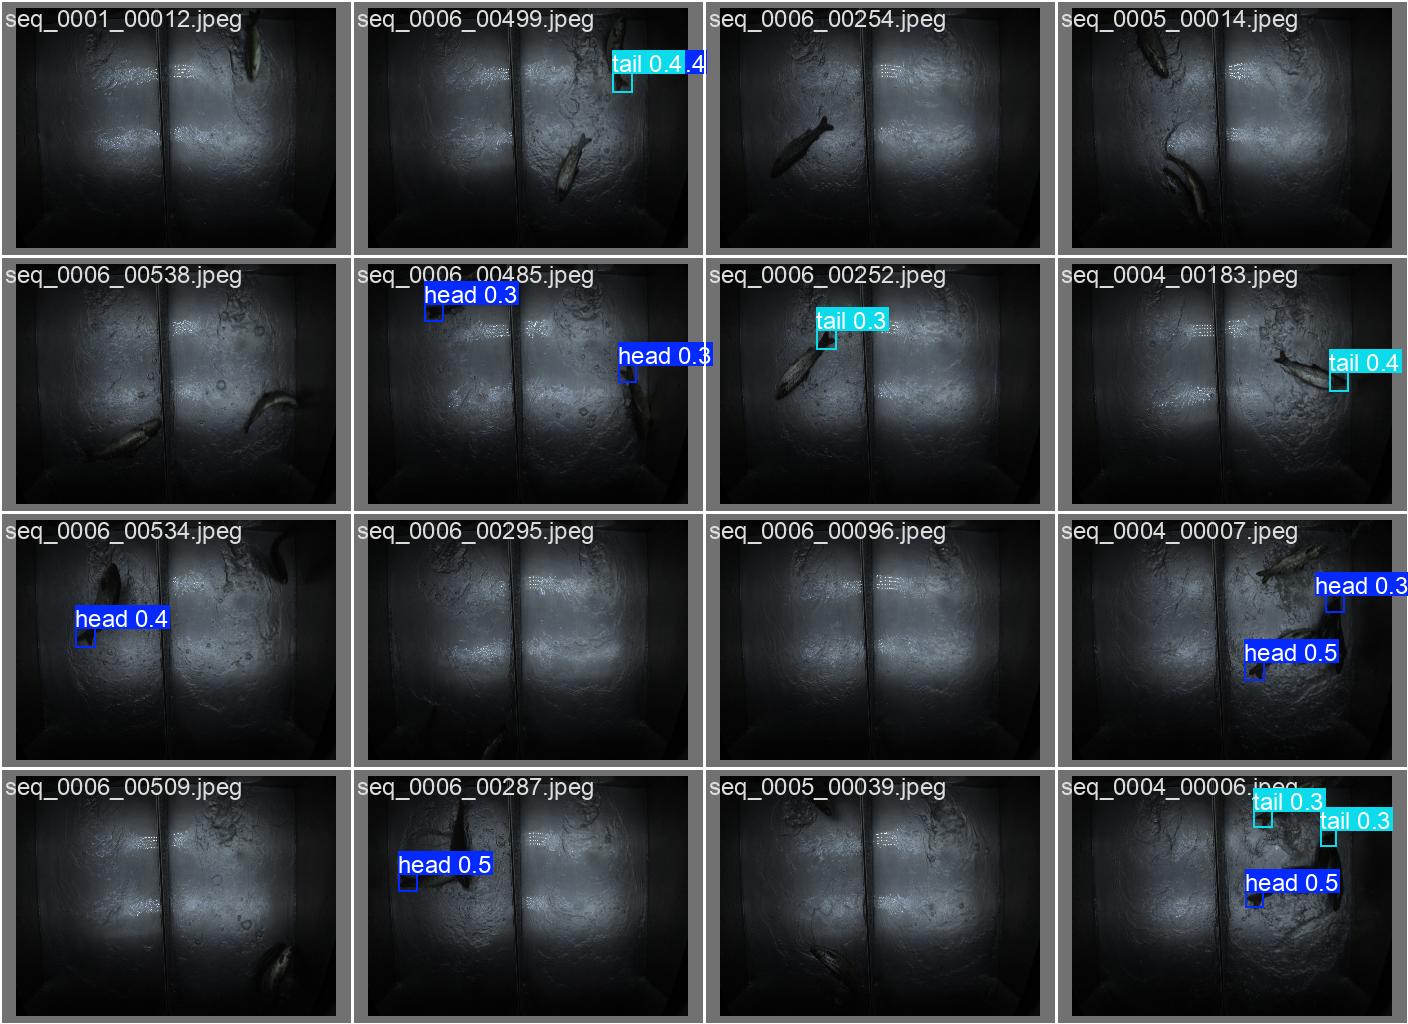 seq_0001_00012.jpeg
seq_0006_00499.jpeg
tail 0.4
.4
seq_0006_00254.jpeg
seq_0005_00014.jpeg
seq_0006_00538.jpeg
seq_0006_00485.jpeg
head 0.3
head 0.3
seq_0006_00252.jpeg
tail 0.3
seq_0004_00183.jpeg
tail 0.4
seq_0006_00534.jpeg
head 0.4
seq_0006_00295.jpeg
seq_0006_00096.jpeg
seq_0004_00007.jpeg
head 0.3
head 0.5
seq_0006_00509.jpeg
seq_0006_00287.jpeg
head 0.5
seq_0005_00039.jpeg
seq_0004_00006.jpeg
tail 0.3
tail 0.3
head 0.5